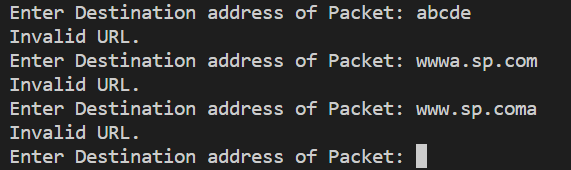 Enter Destination address of Packet: abcde
Invalid URL.
Enter Destination address of Packet: wwwa.sp.com
Invalid URL.
Enter Destination address of Packet: www.sp.coma
Invalid URL.
Enter Destination address of Packet: